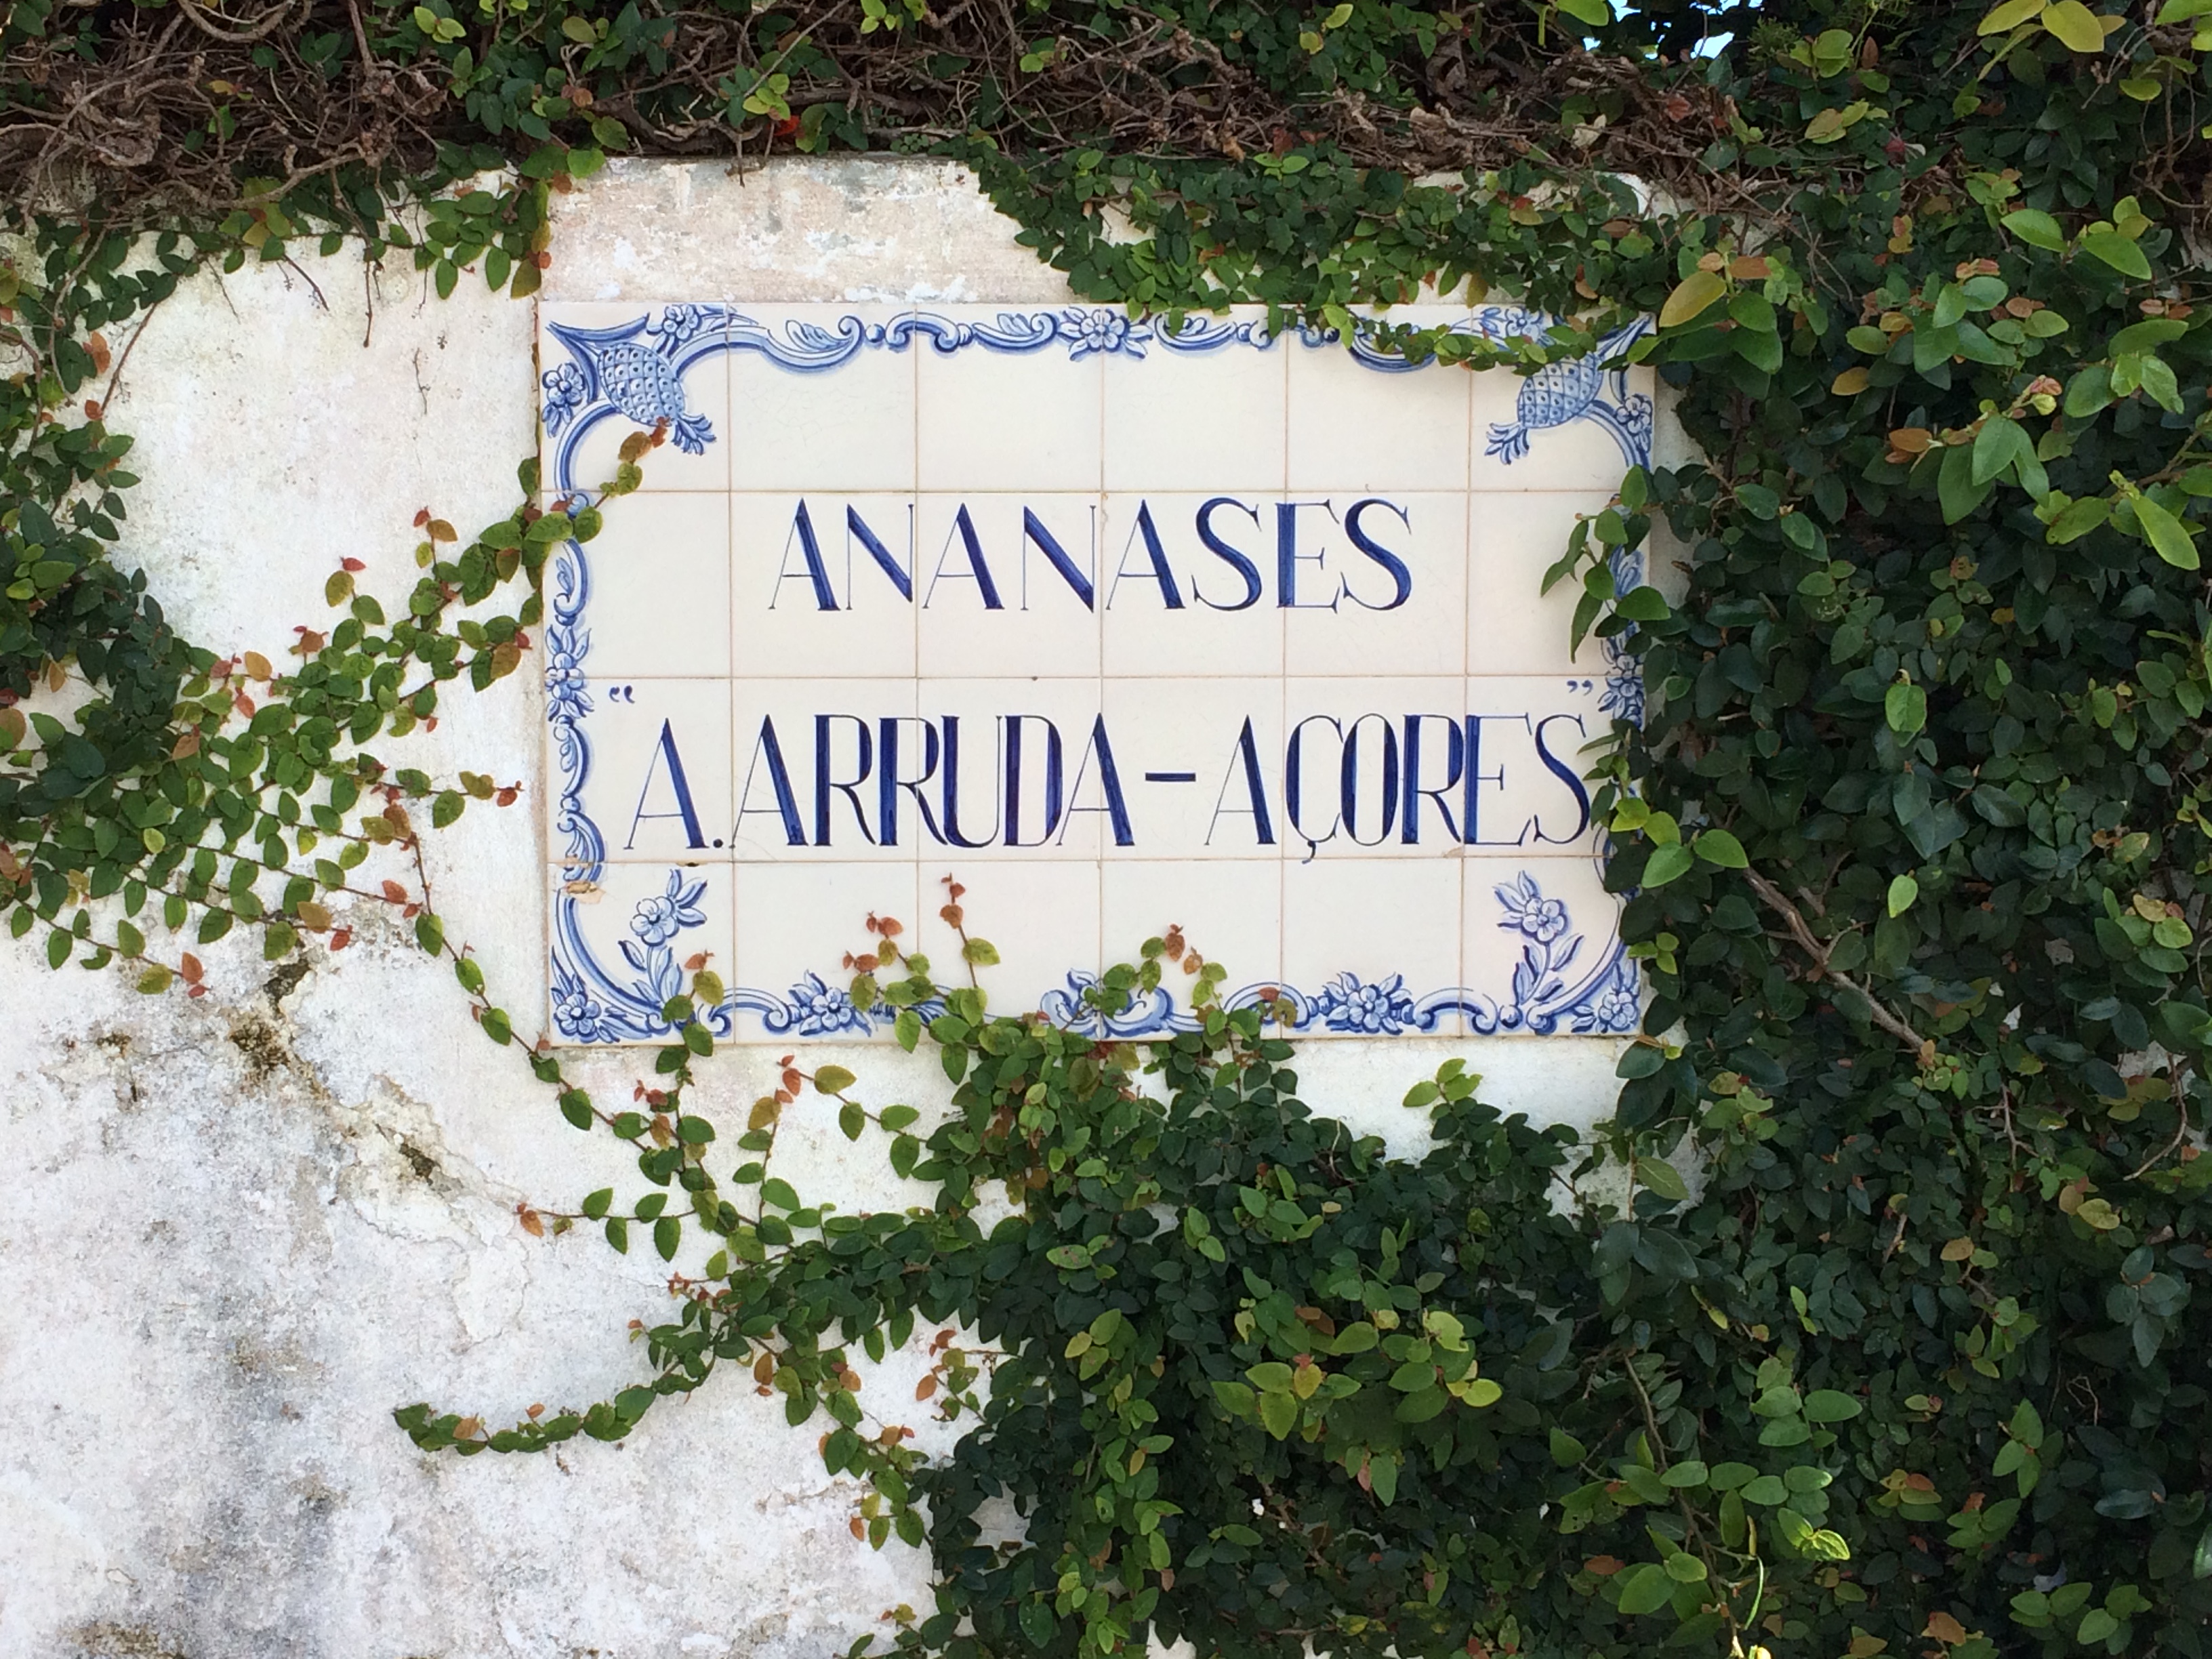 ANANASES
“A. ARRUDA - AÇORES”